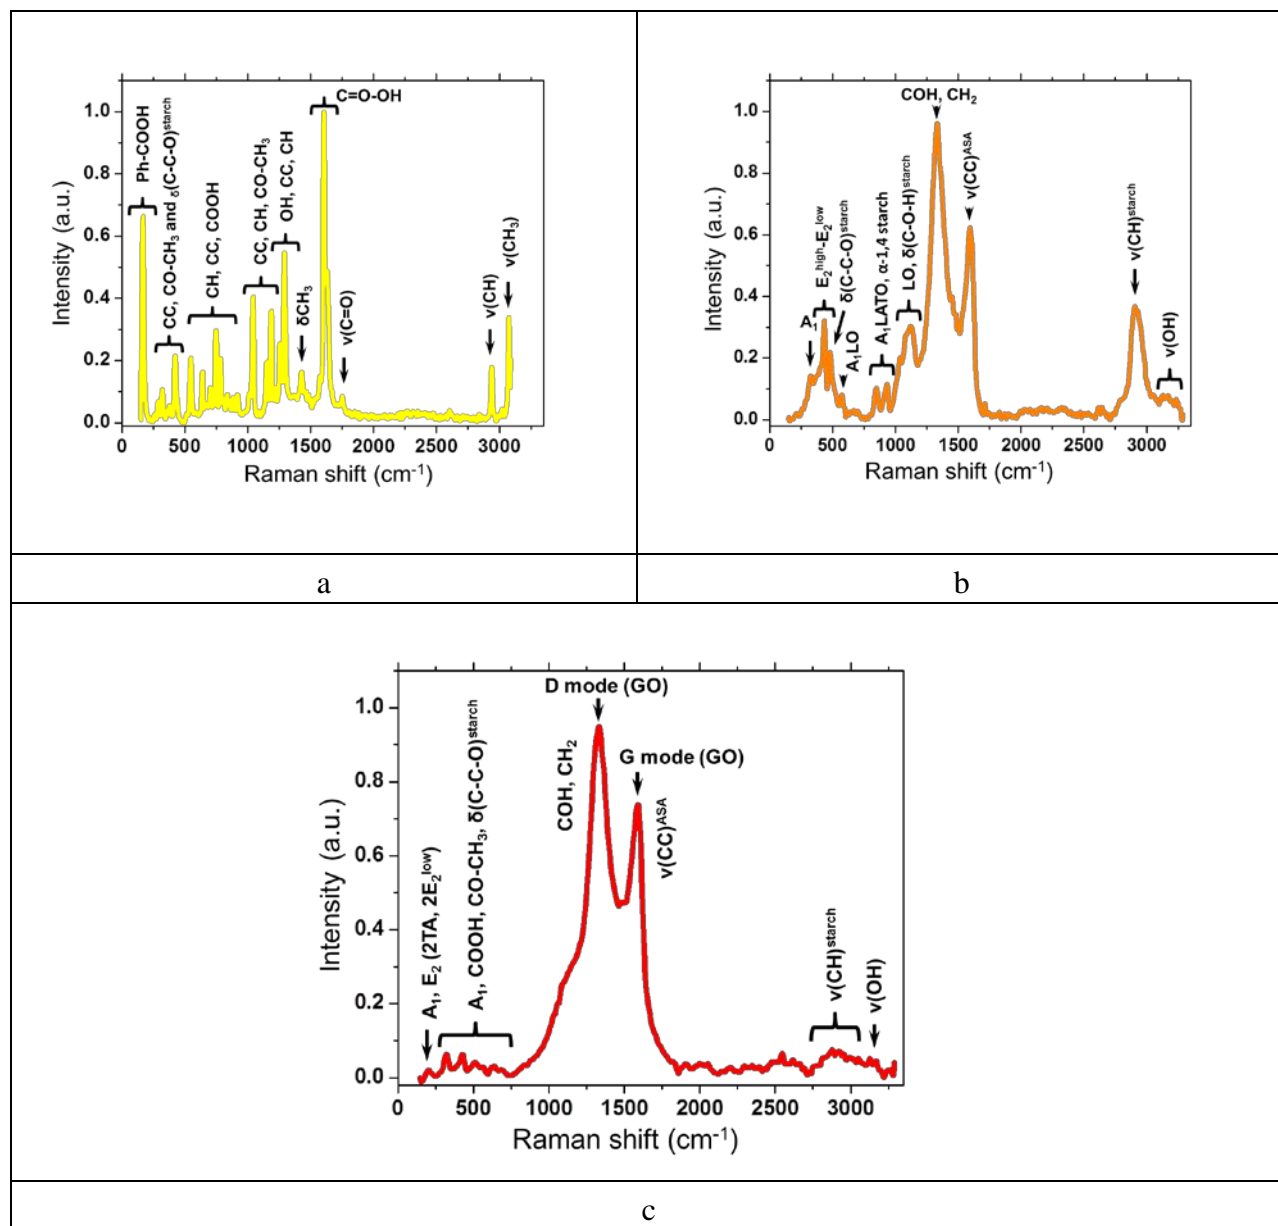 C=O-OH
Ph-COOH
CC, CO-CH3 and δ(C-C-O)starch
CH, CC, COOH
CC, CH, CO-CH3
OH, CC, CH
δCH3
ν(C=O)
ν(CH)
ν(CH3)
Intensity (a.u.)
1.0
0.8
0.6
0.4
0.2
0.0
0 500 1000 1500 2000 2500 3000
Raman shift (cm-1)
COH, CH2
A1
E2high-E2low
δ(C-C-O)starch
A1LO
A1LATO, α-1,4 starch
LO, δ(C-O-H)starch
ν(CC)ASA
ν(CH)starch
ν(OH)
Intensity (a.u.)
1.0
0.8
0.6
0.4
0.2
0.0
0 500 1000 1500 2000 2500 3000
Raman shift (cm-1)
a
b
D mode (GO)
G mode (GO)
A1, E2 (2TA, 2E2low)
A1, COOH, CO-CH3, δ(C-C-O)starch
COH, CH2
ν(CC)ASA
ν(CH)starch
ν(OH)
Intensity (a.u.)
1.0
0.8
0.6
0.4
0.2
0.0
0 500 1000 1500 2000 2500 3000
Raman shift (cm-1)
c